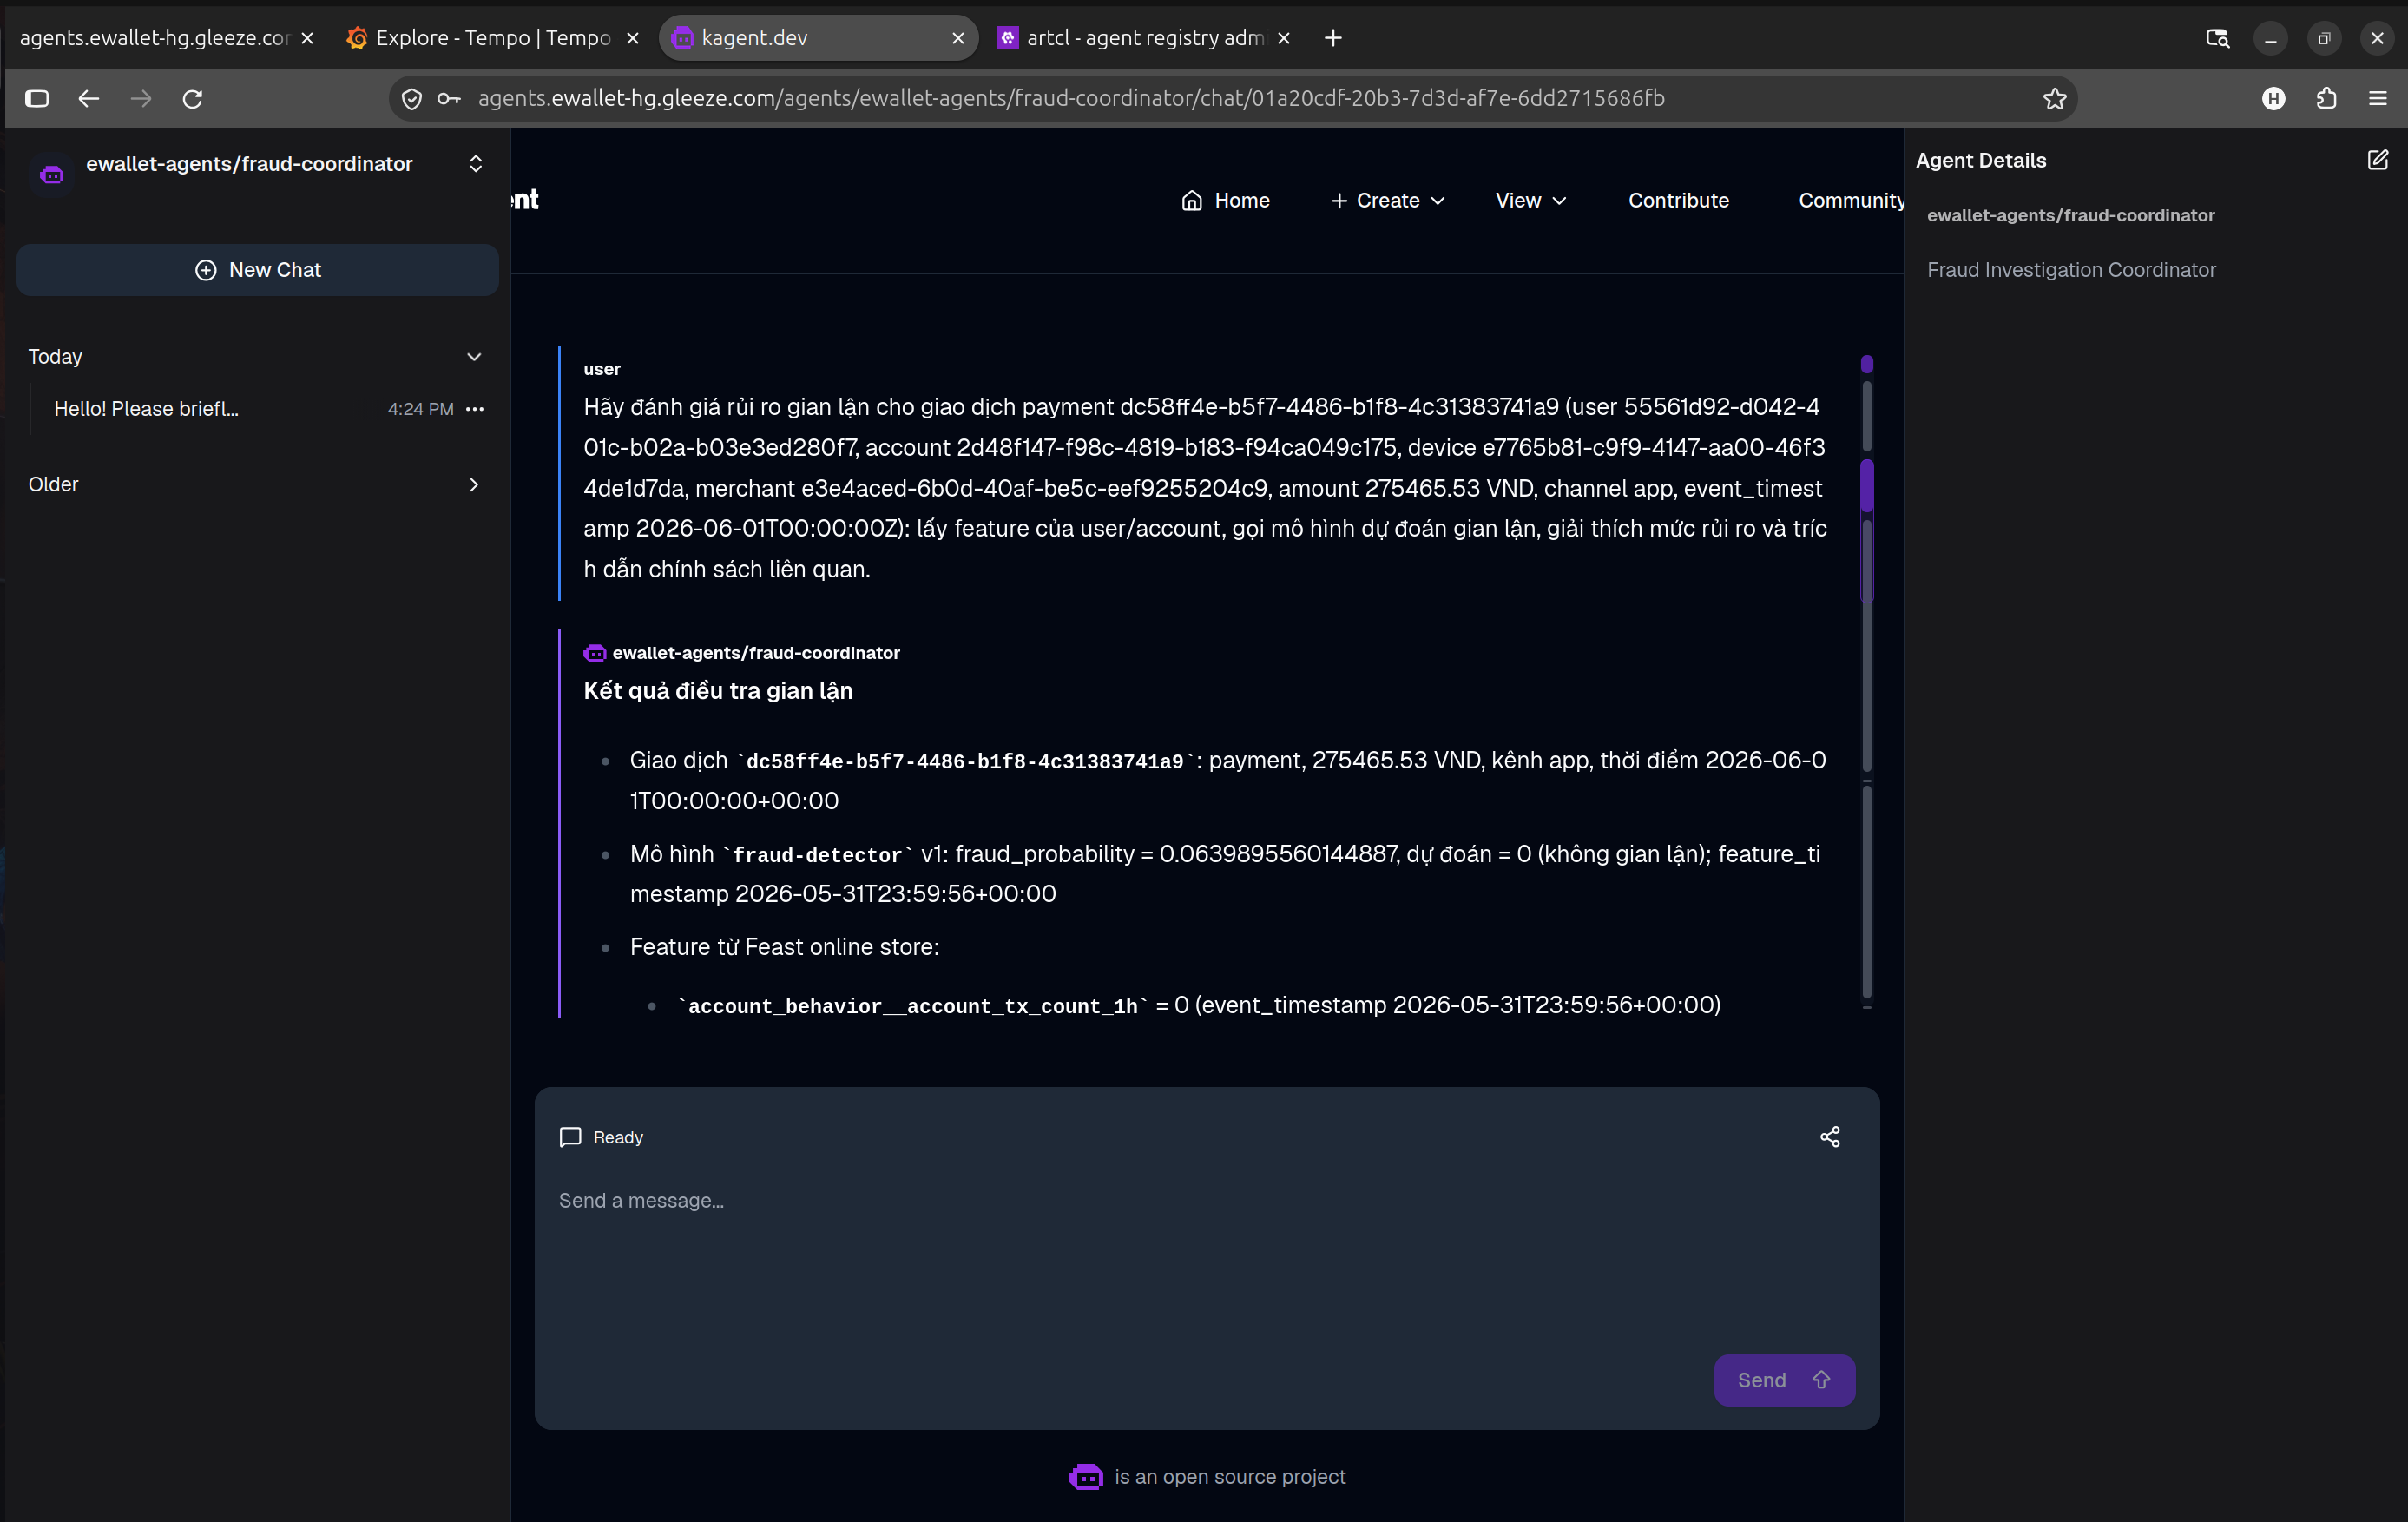 agents.ewallet-hg.gleeze.cor
Explore - Tempo | Tempo
kagent.dev
artcl - agent registry adm
agents.ewallet-hg.gleeze.com/agents/ewallet-agents/fraud-coordinator/chat/01a20cdf-20b3-7d3d-af7e-6dd2715686fb
ewallet-agents/fraud-coordinator
New Chat
Today
Hello! Please briefl... 4:24 PM
Older
ent
Home
Create
View
Contribute
Community
Agent Details
ewallet-agents/fraud-coordinator
Fraud Investigation Coordinator
user
Hãy đánh giá rủi ro gian lận cho giao dịch payment dc58ff4e-b5f7-4486-b1f8-4c31383741a9 (user 55561d92-d042-4
01c-b02a-b03e3ed280f7, account 2d48f147-f98c-4819-b183-f94ca049c175, device e7765b81-c9f9-4147-aa00-46f3
4de1d7da, merchant e3e4aced-6b0d-40af-be5c-eef9255204c9, amount 275465.53 VND, channel app, event_timest
amp 2026-06-01T00:00:00Z): lấy feature của user/account, gọi mô hình dự đoán gian lận, giải thích mức rủi ro và tríc
h dẫn chính sách liên quan.
ewallet-agents/fraud-coordinator
Kết quả điều tra gian lận
Giao dịch `dc58ff4e-b5f7-4486-b1f8-4c31383741a9`: payment, 275465.53 VND, kênh app, thời điểm 2026-06-0
1T00:00:00+00:00
Mô hình `fraud-detector` v1: fraud_probability = 0.0639895560144887, dự đoán = 0 (không gian lận); feature_ti
mestamp 2026-05-31T23:59:56+00:00
Feature từ Feast online store:
`account_behavior__account_tx_count_1h` = 0 (event_timestamp 2026-05-31T23:59:56+00:00)
Ready
Send a message...
Send
is an open source project